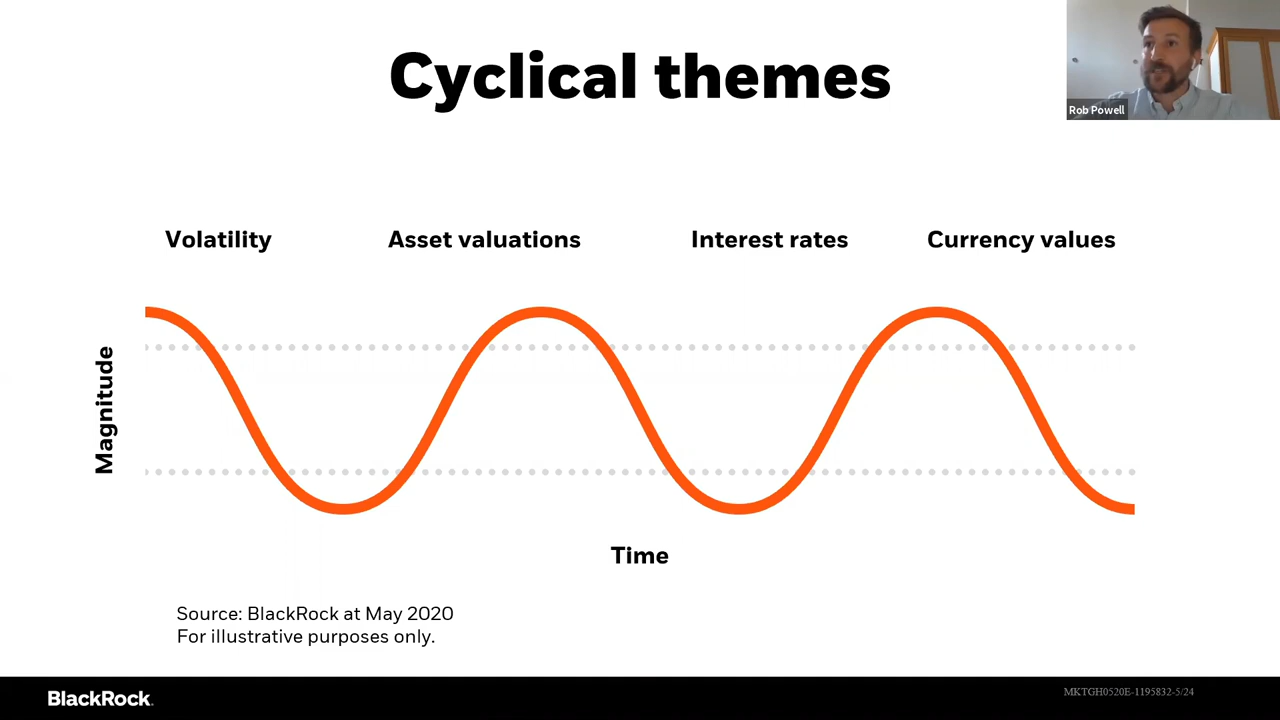 Cyclical themes
Rob Powell
Volatility
Asset valuations
Interest rates
Currency values
Magnitude
Time
Source: BlackRock at May 2020
For illustrative purposes only.
BlackRock.
MKTGH0520E-1195832-5/24